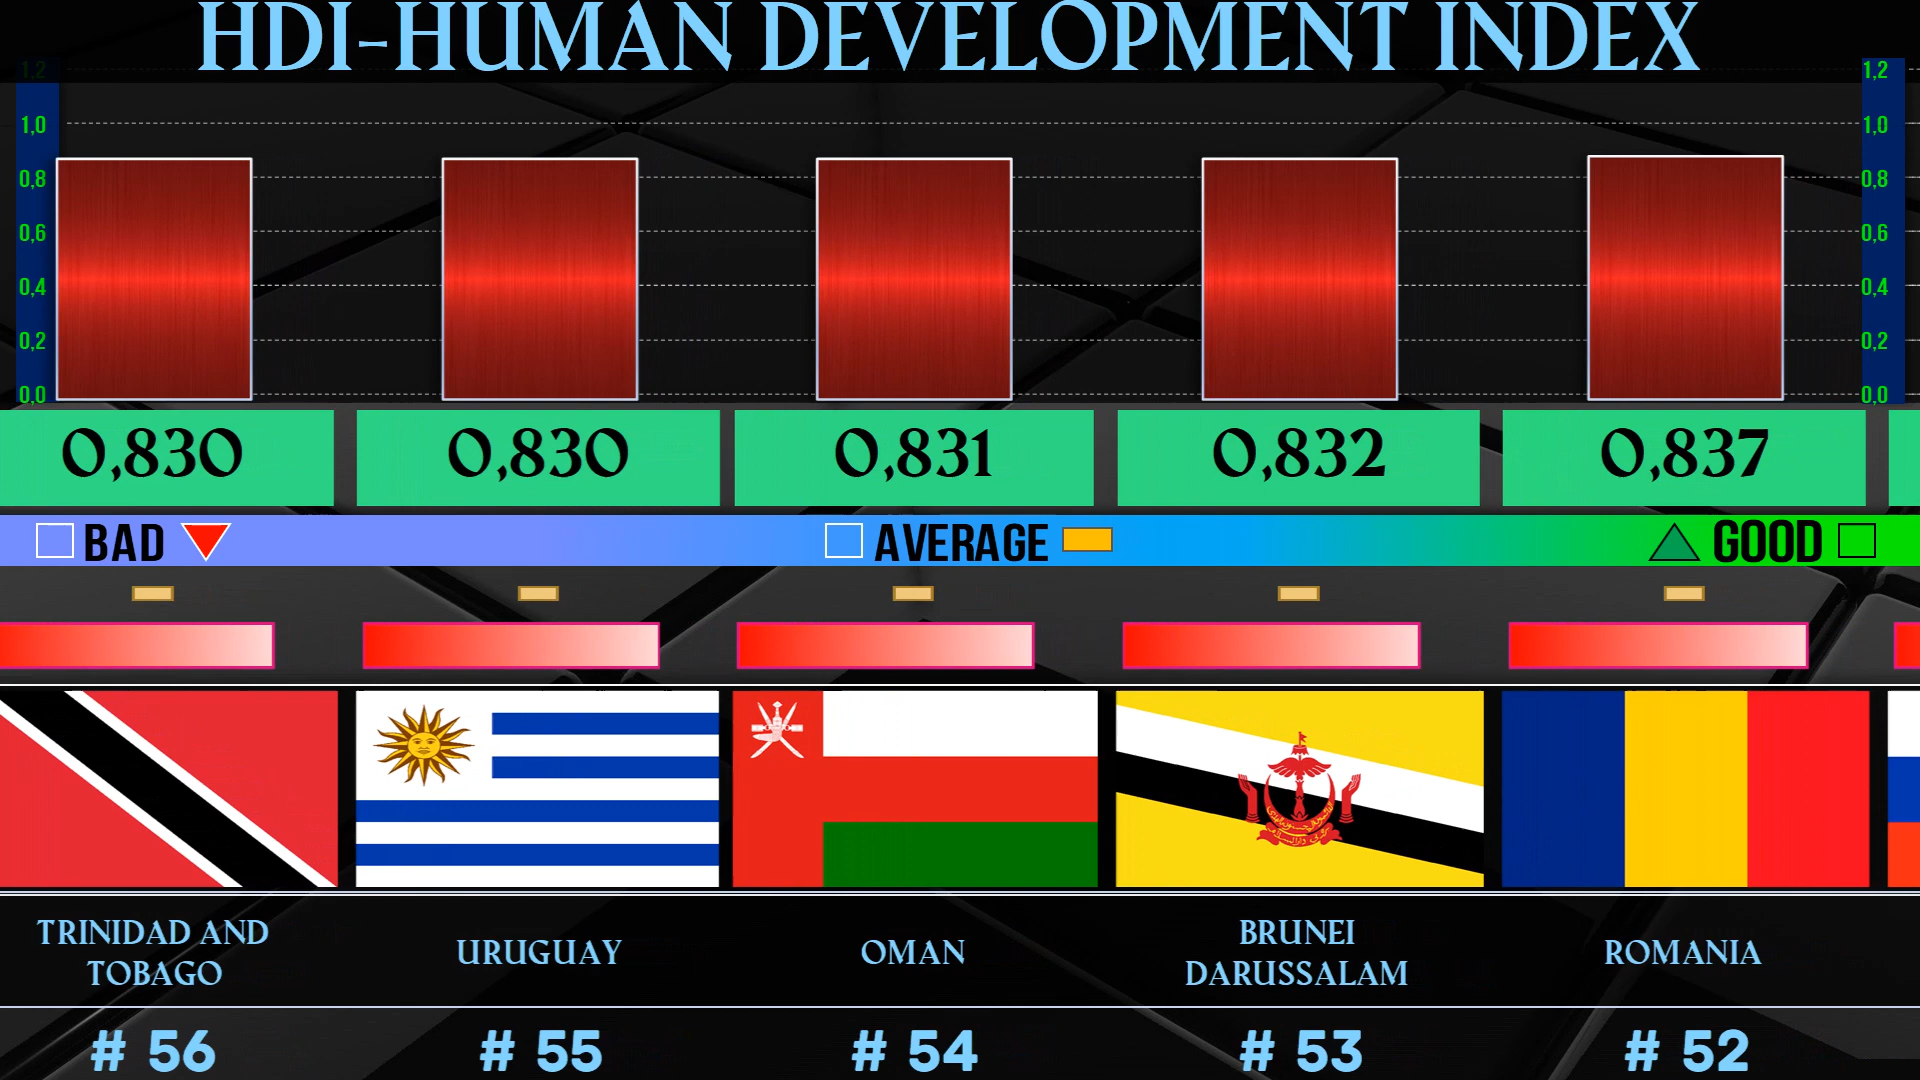 HDI-HUMAN DEVELOPMENT INDEX
1,2 1,2
1,0 1,0
0,8 0,8
0,6 0,6
0,4 0,4
0,2 0,2
0,0 0,0
0,830 0,830 0,831 0,832 0,837
BAD AVERAGE GOOD
TRINIDAD AND
TOBAGO
URUGUAY
OMAN
BRUNEI
DARUSSALAM
ROMANIA
# 56 # 55 # 54 # 53 # 52